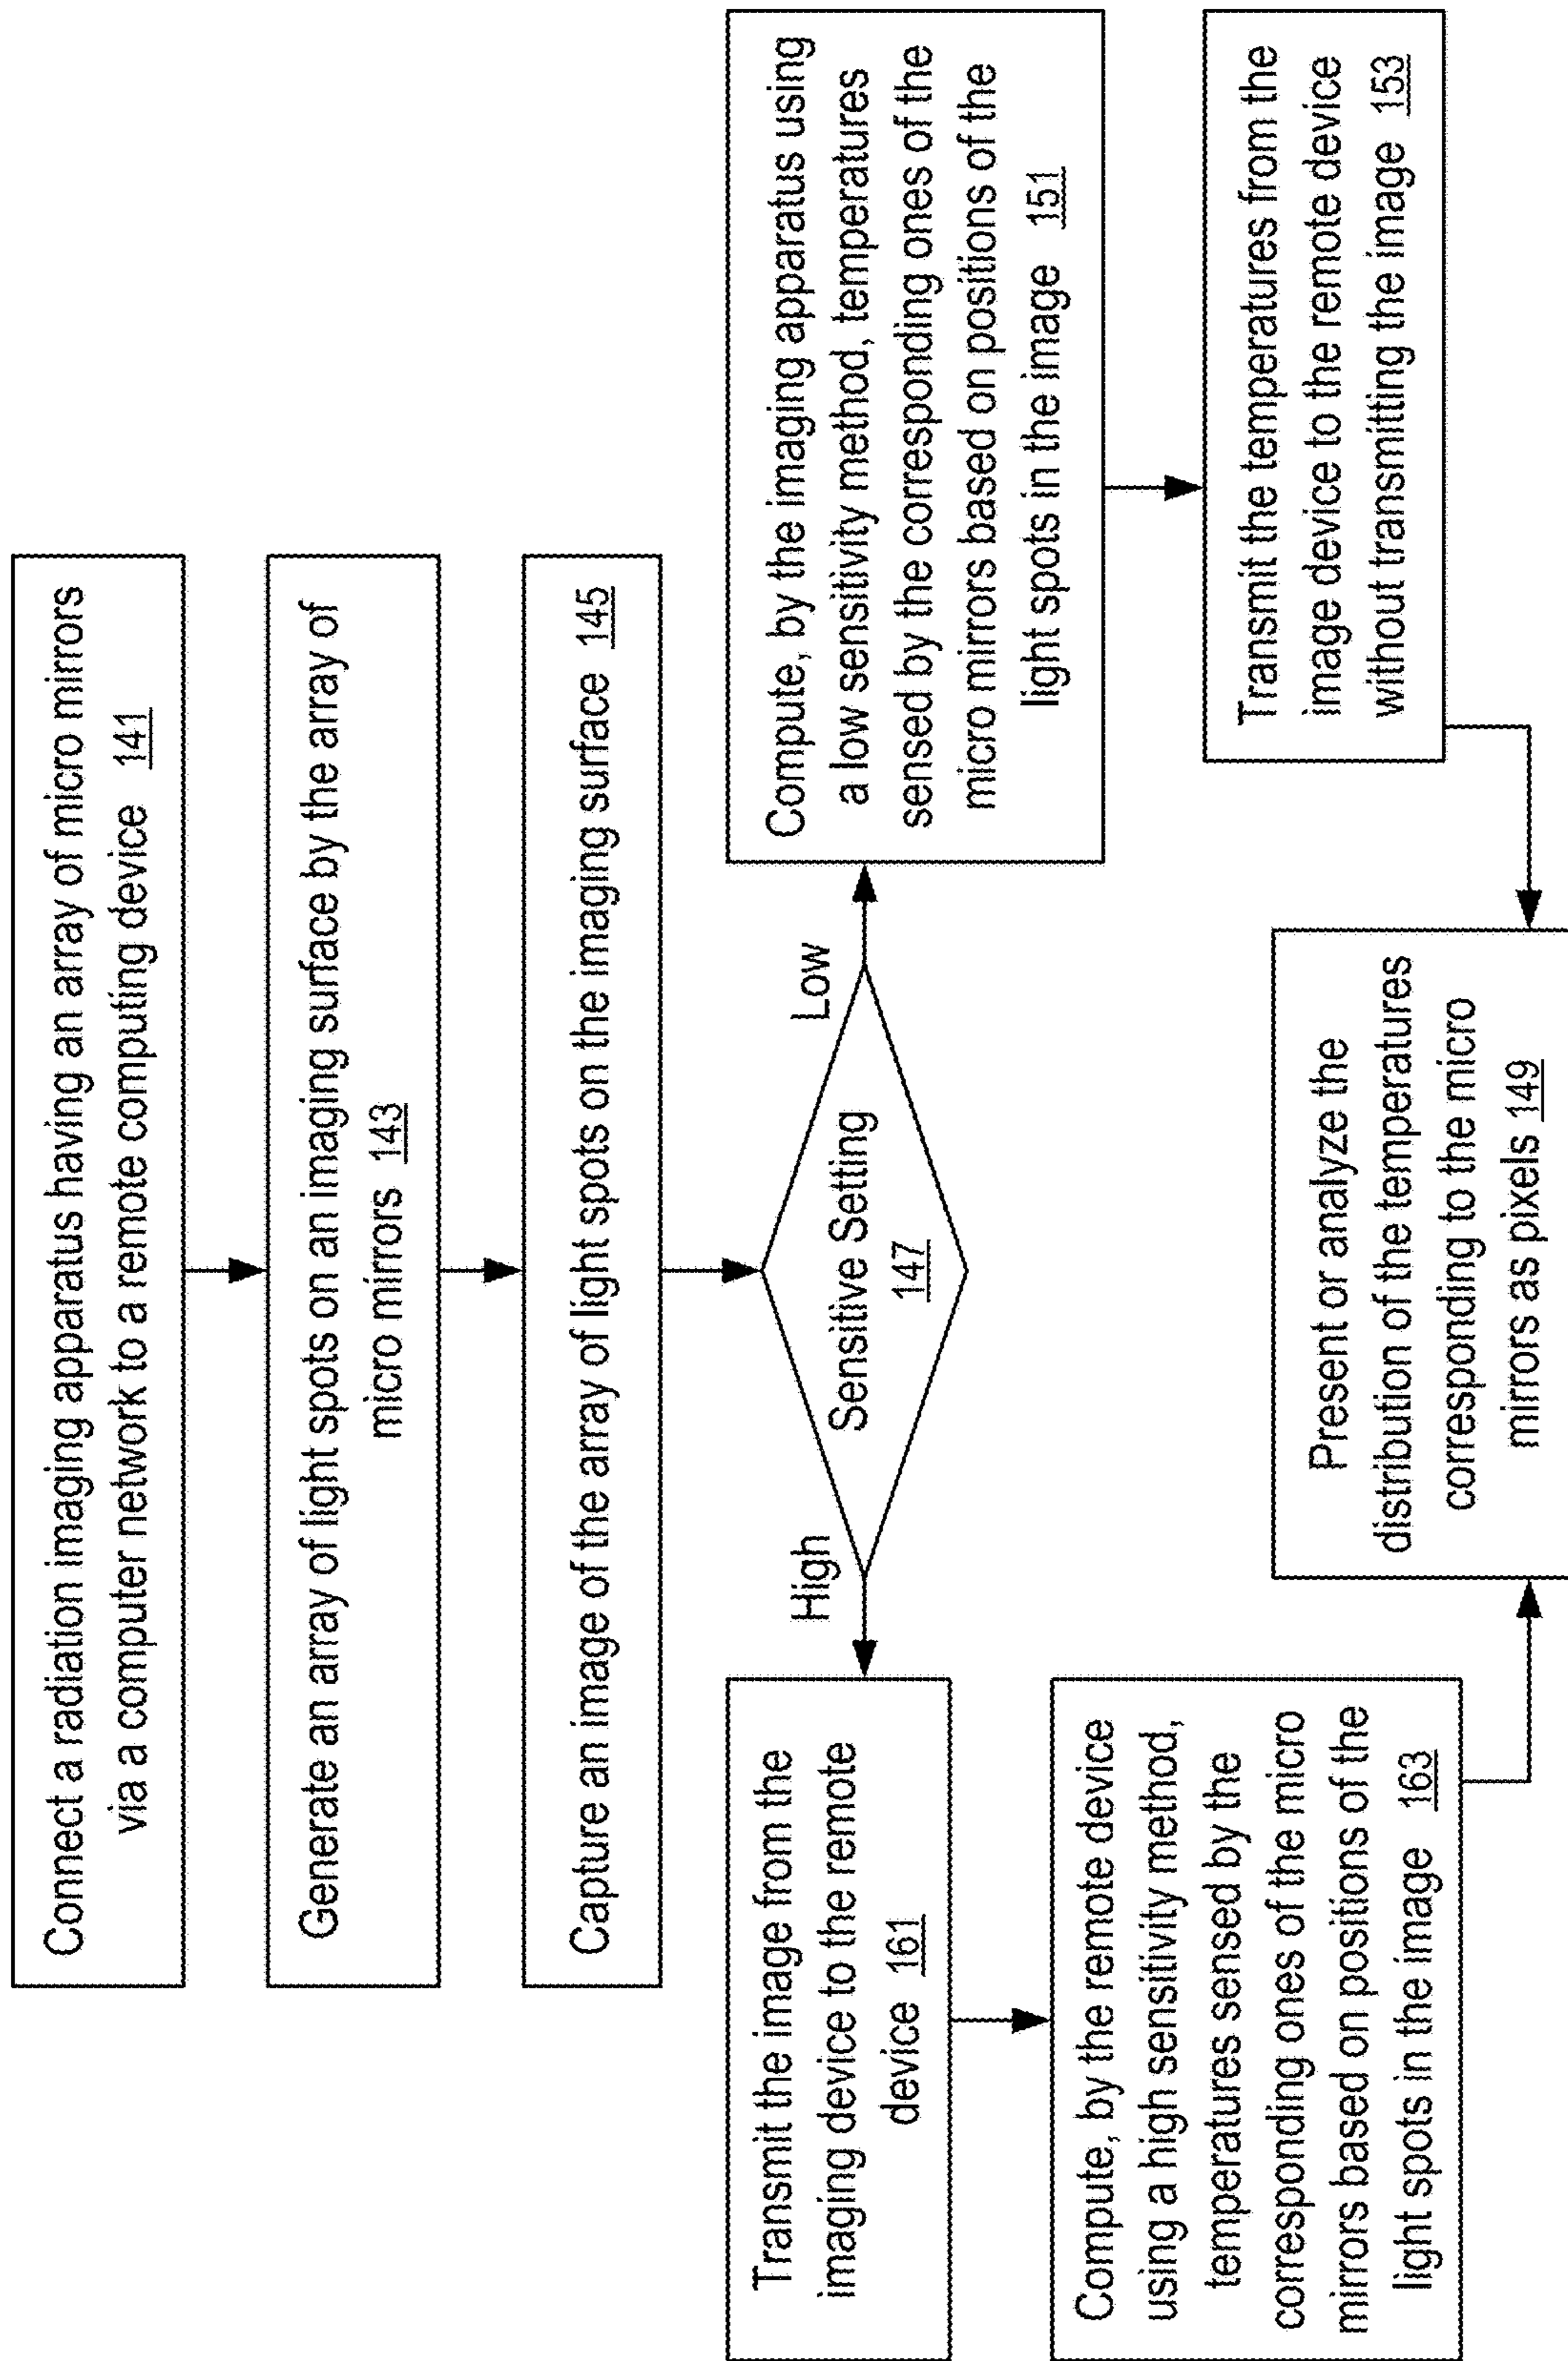 Connect a radiation imaging apparatus having an array of micro mirrors
via a computer network to a remote computing device 141
Generate an array of light spots on an imaging surface by the array of
micro mirrors 143
Capture an image of the array of light spots on the imaging surface 145
Sensitive Setting
147
High
Low
Transmit the image from the
imaging device to the remote
device 161
Compute, by the remote device
using a high sensitivity method,
temperatures sensed by the
corresponding ones of the micro
mirrors based on positions of the
light spots in the image 163
Compute, by the imaging apparatus using
a low sensitivity method, temperatures
sensed by the corresponding ones of the
micro mirrors based on positions of the
light spots in the image 151
Transmit the temperatures from the
image device to the remote device
without transmitting the image 153
Present or analyze the
distribution of the temperatures
corresponding to the micro
mirrors as pixels 149